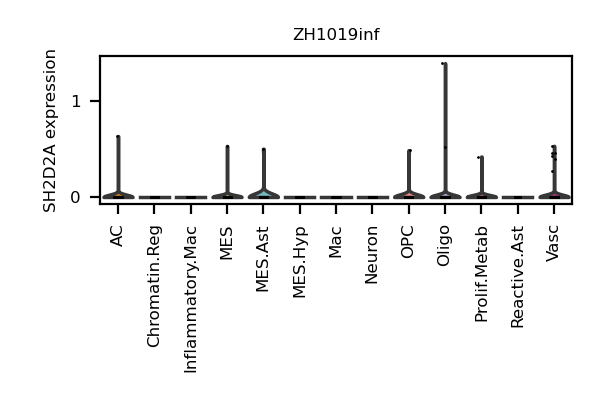 ZH1019inf
SH2D2A expression
1
0
AC
Chromatin.Reg
Inflammatory.Mac
MES
MES.Ast
MES.Hyp
Mac
Neuron
OPC
Oligo
Prolif.Metab
Reactive.Ast
Vasc